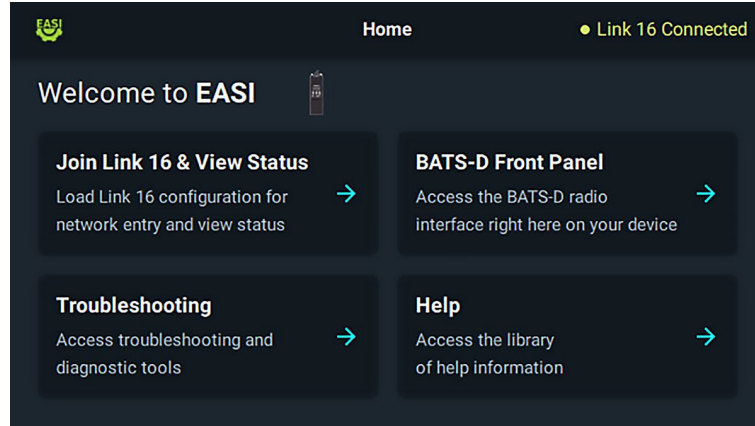 EASI
Home
Link 16 Connected
Welcome to EASI
Join Link 16 & View Status
Load Link 16 configuration for
network entry and view status
BATS-D Front Panel
Access the BATS-D radio
interface right here on your device
Troubleshooting
Access troubleshooting and
diagnostic tools
Help
Access the library
of help information